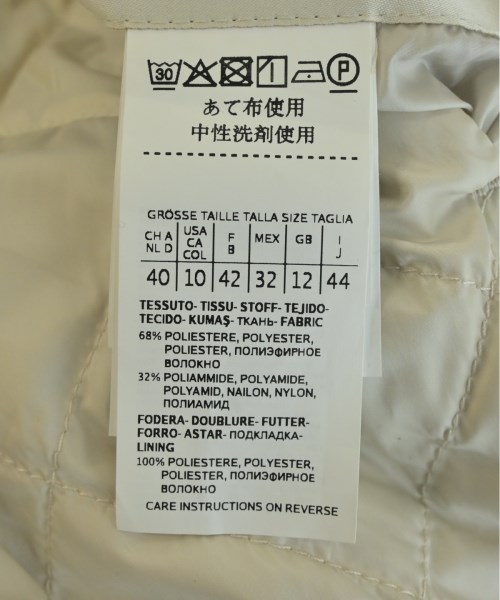 30 P
あて布使用
中性洗剤使用
GRÖSSE TAILLE TALLA SIZE TAGLIA
CH A NL D USA CA COL F B MEX GB I J
40 10 42 32 12 44
TESSUTO- TISSU- STOFF- TEJIDO-
TECIDO- KUMAŞ- ТКАНЬ- FABRIC
68% POLIESTERE, POLYESTER,
POLIESTER, ПОЛИЭФИРНОЕ
ВОЛОКНО
32% POLIAMMIDE, POLYAMIDE,
POLYAMID, NAILON, NYLON,
ПОЛИАМИД
FODERA- DOUBLURE- FUTTER-
FORRO- ASTAR- ПОДКЛАДКА-
LINING
100% POLIESTERE, POLYESTER,
POLIESTER, ПОЛИЭФИРНОЕ
ВОЛОКНО
CARE INSTRUCTIONS ON REVERSE